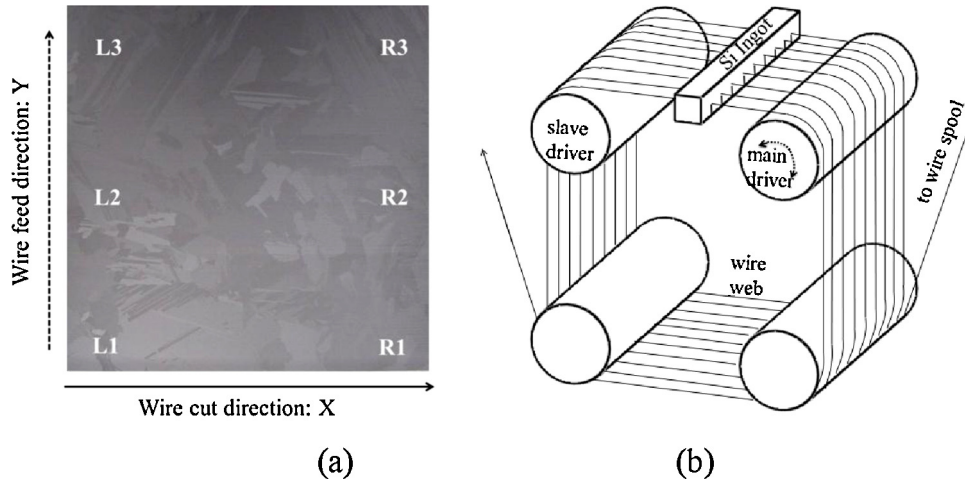 Wire feed direction: Y
L3
R3
L2
R2
L1
R1
Wire cut direction: X
(a)
Si Ingot
slave
driver
main
driver
to wire spool
wire
web
(b)